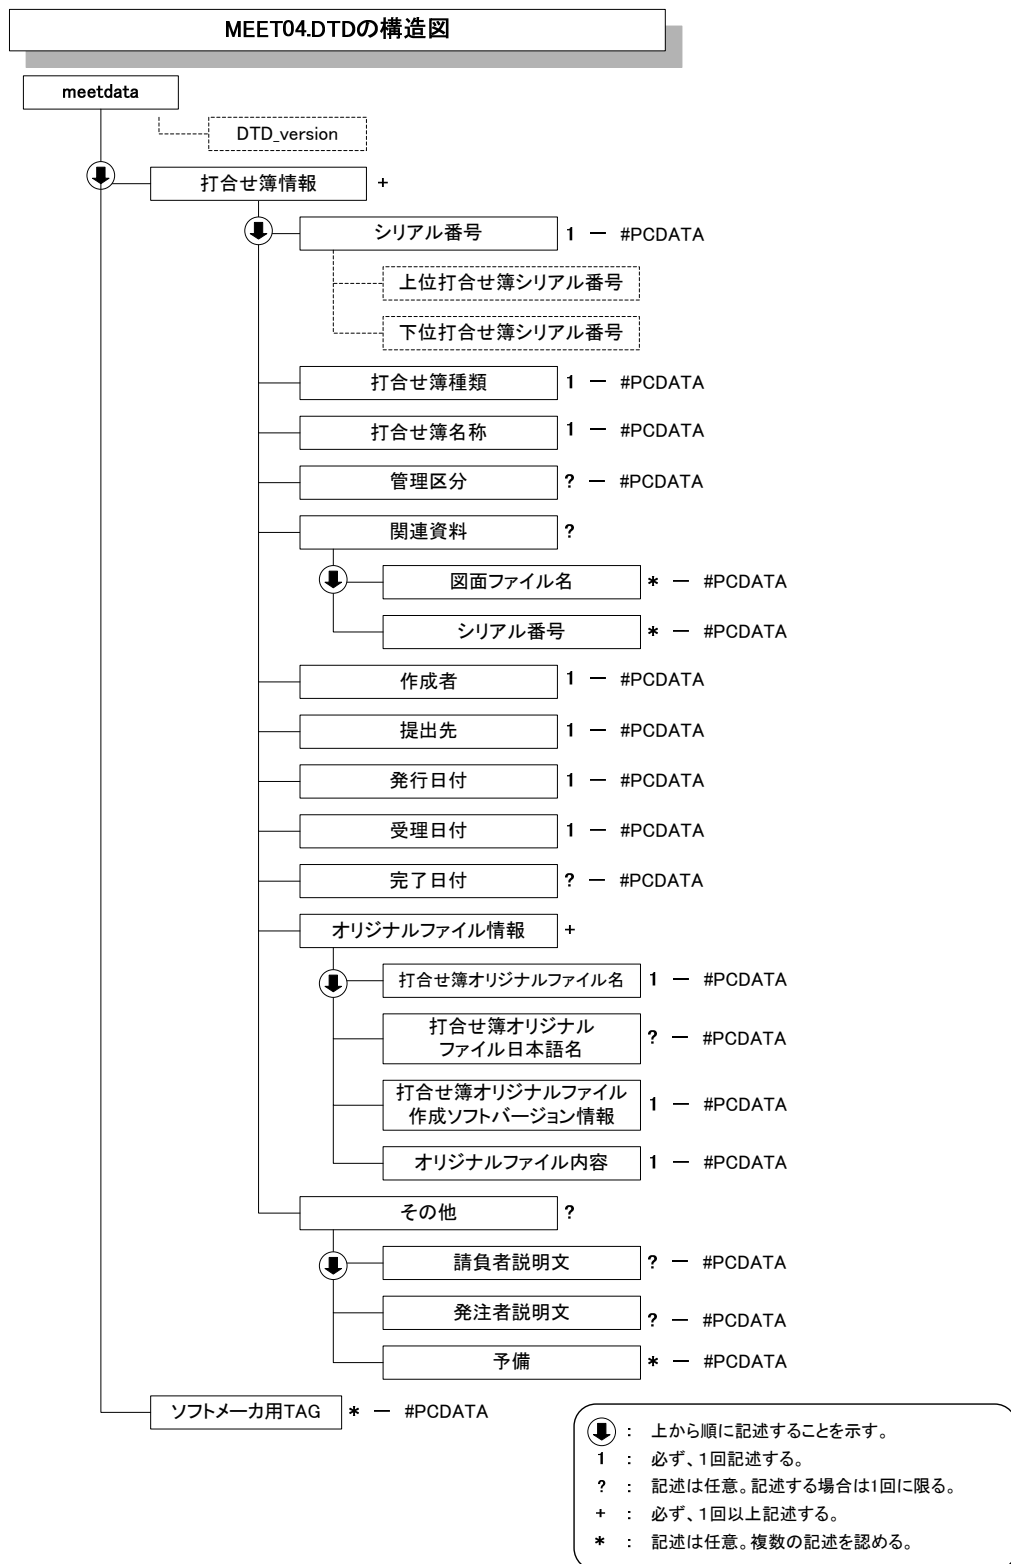 MEET04.DTDの構造図
meetdata
DTD_version
打合せ簿情報 +
シリアル番号 1 － #PCDATA
上位打合せ簿シリアル番号
下位打合せ簿シリアル番号
打合せ簿種類 1 － #PCDATA
打合せ簿名称 1 － #PCDATA
管理区分 ? － #PCDATA
関連資料 ?
図面ファイル名 * － #PCDATA
シリアル番号 * － #PCDATA
作成者 1 － #PCDATA
提出先 1 － #PCDATA
発行日付 1 － #PCDATA
受理日付 1 － #PCDATA
完了日付 ? － #PCDATA
オリジナルファイル情報 +
打合せ簿オリジナルファイル名 1 － #PCDATA
打合せ簿オリジナル
ファイル日本語名 ? － #PCDATA
打合せ簿オリジナルファイル
作成ソフトバージョン情報 1 － #PCDATA
オリジナルファイル内容 1 － #PCDATA
その他 ?
請負者説明文 ? － #PCDATA
発注者説明文 ? － #PCDATA
予備 * － #PCDATA
ソフトメーカ用TAG * － #PCDATA
： 上から順に記述することを示す。
1 ： 必ず、1回記述する。
? ： 記述は任意。記述する場合は1回に限る。
+ ： 必ず、1回以上記述する。
* ： 記述は任意。複数の記述を認める。